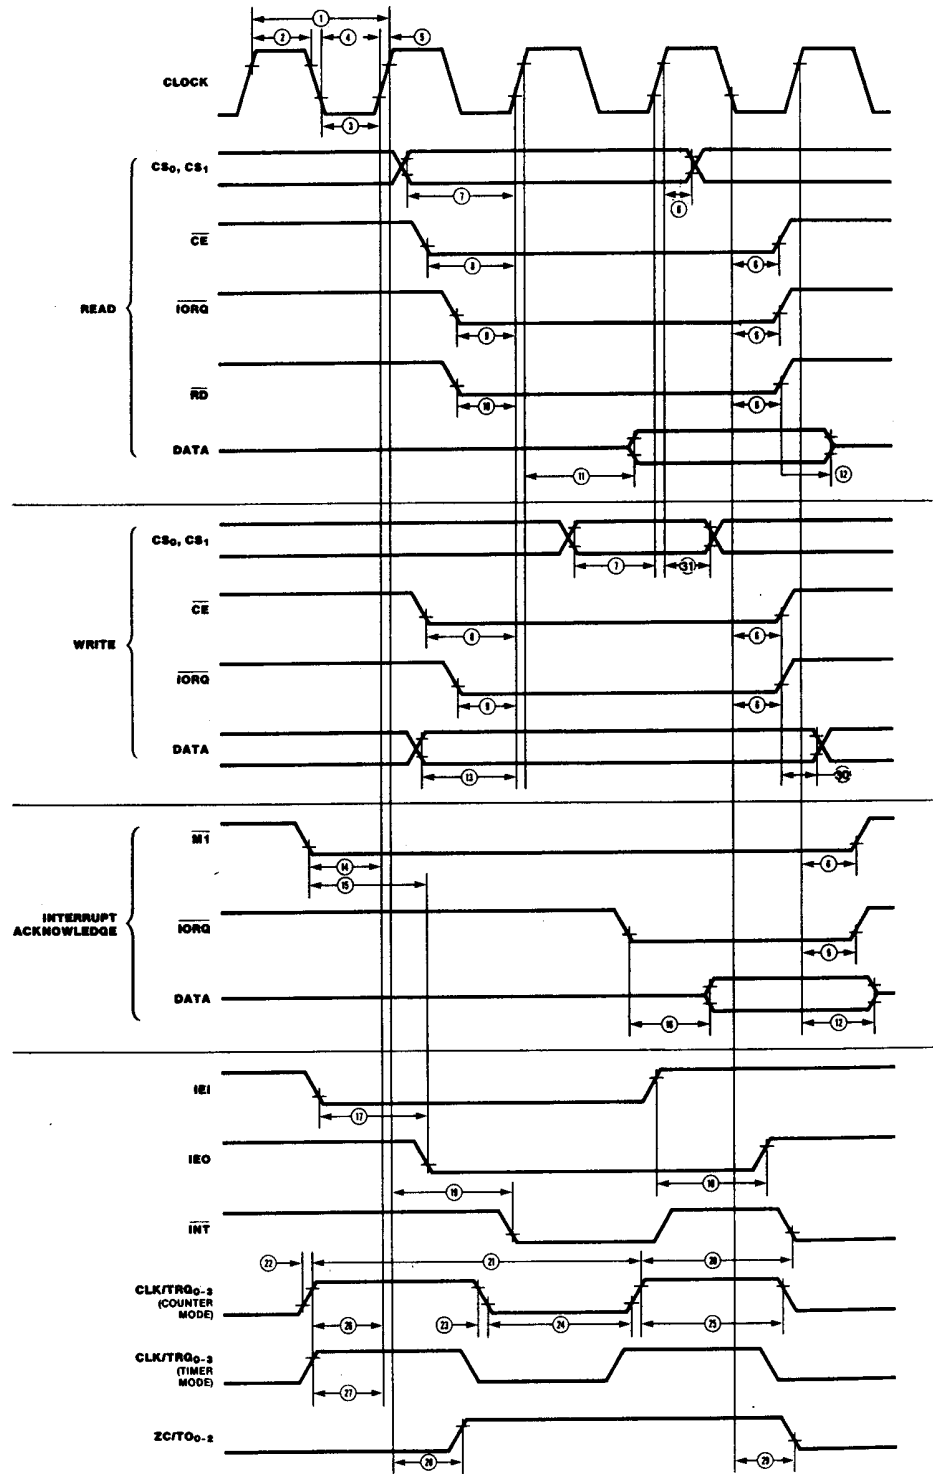 1
2 4 5
CLOCK
3
CS₀, CS₁
7 6
CE
8 6
READ
IORQ
9 6
RD
10 6
DATA
11 12
CS₀, CS₁
7 31
CE
8 6
WRITE
IORQ
9 6
DATA
13 30
M1
14 6
15
INTERRUPT
ACKNOWLEDGE
IORQ
6
DATA
16 12
IEI
17
IEO
19 18
INT
22 21 20
CLK/TRG₀₋₃
(COUNTER
MODE)
26 23 24 25
CLK/TRG₀₋₃
(TIMER
MODE)
27
ZC/TO₀₋₂
28 29